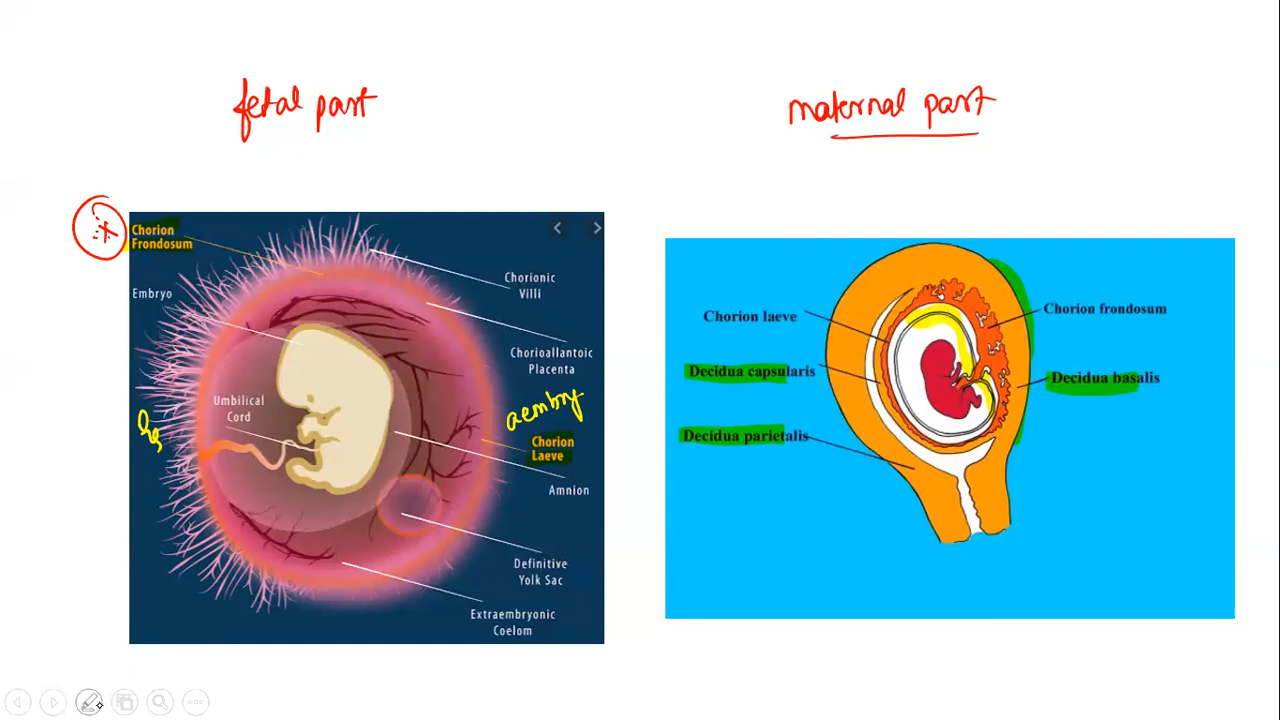 fetal part
maternal part
Chorion
Frondosum
Embryo
Chorionic
Villi
Chorioallantoic
Placenta
Umbilical
Cord
aembry
Chorion
Laeve
Amnion
Definitive
Yolk Sac
Extraembryonic
Coelom
Chorion laeve
Chorion frondosum
Decidua capsularis
Decidua basalis
Decidua parietalis